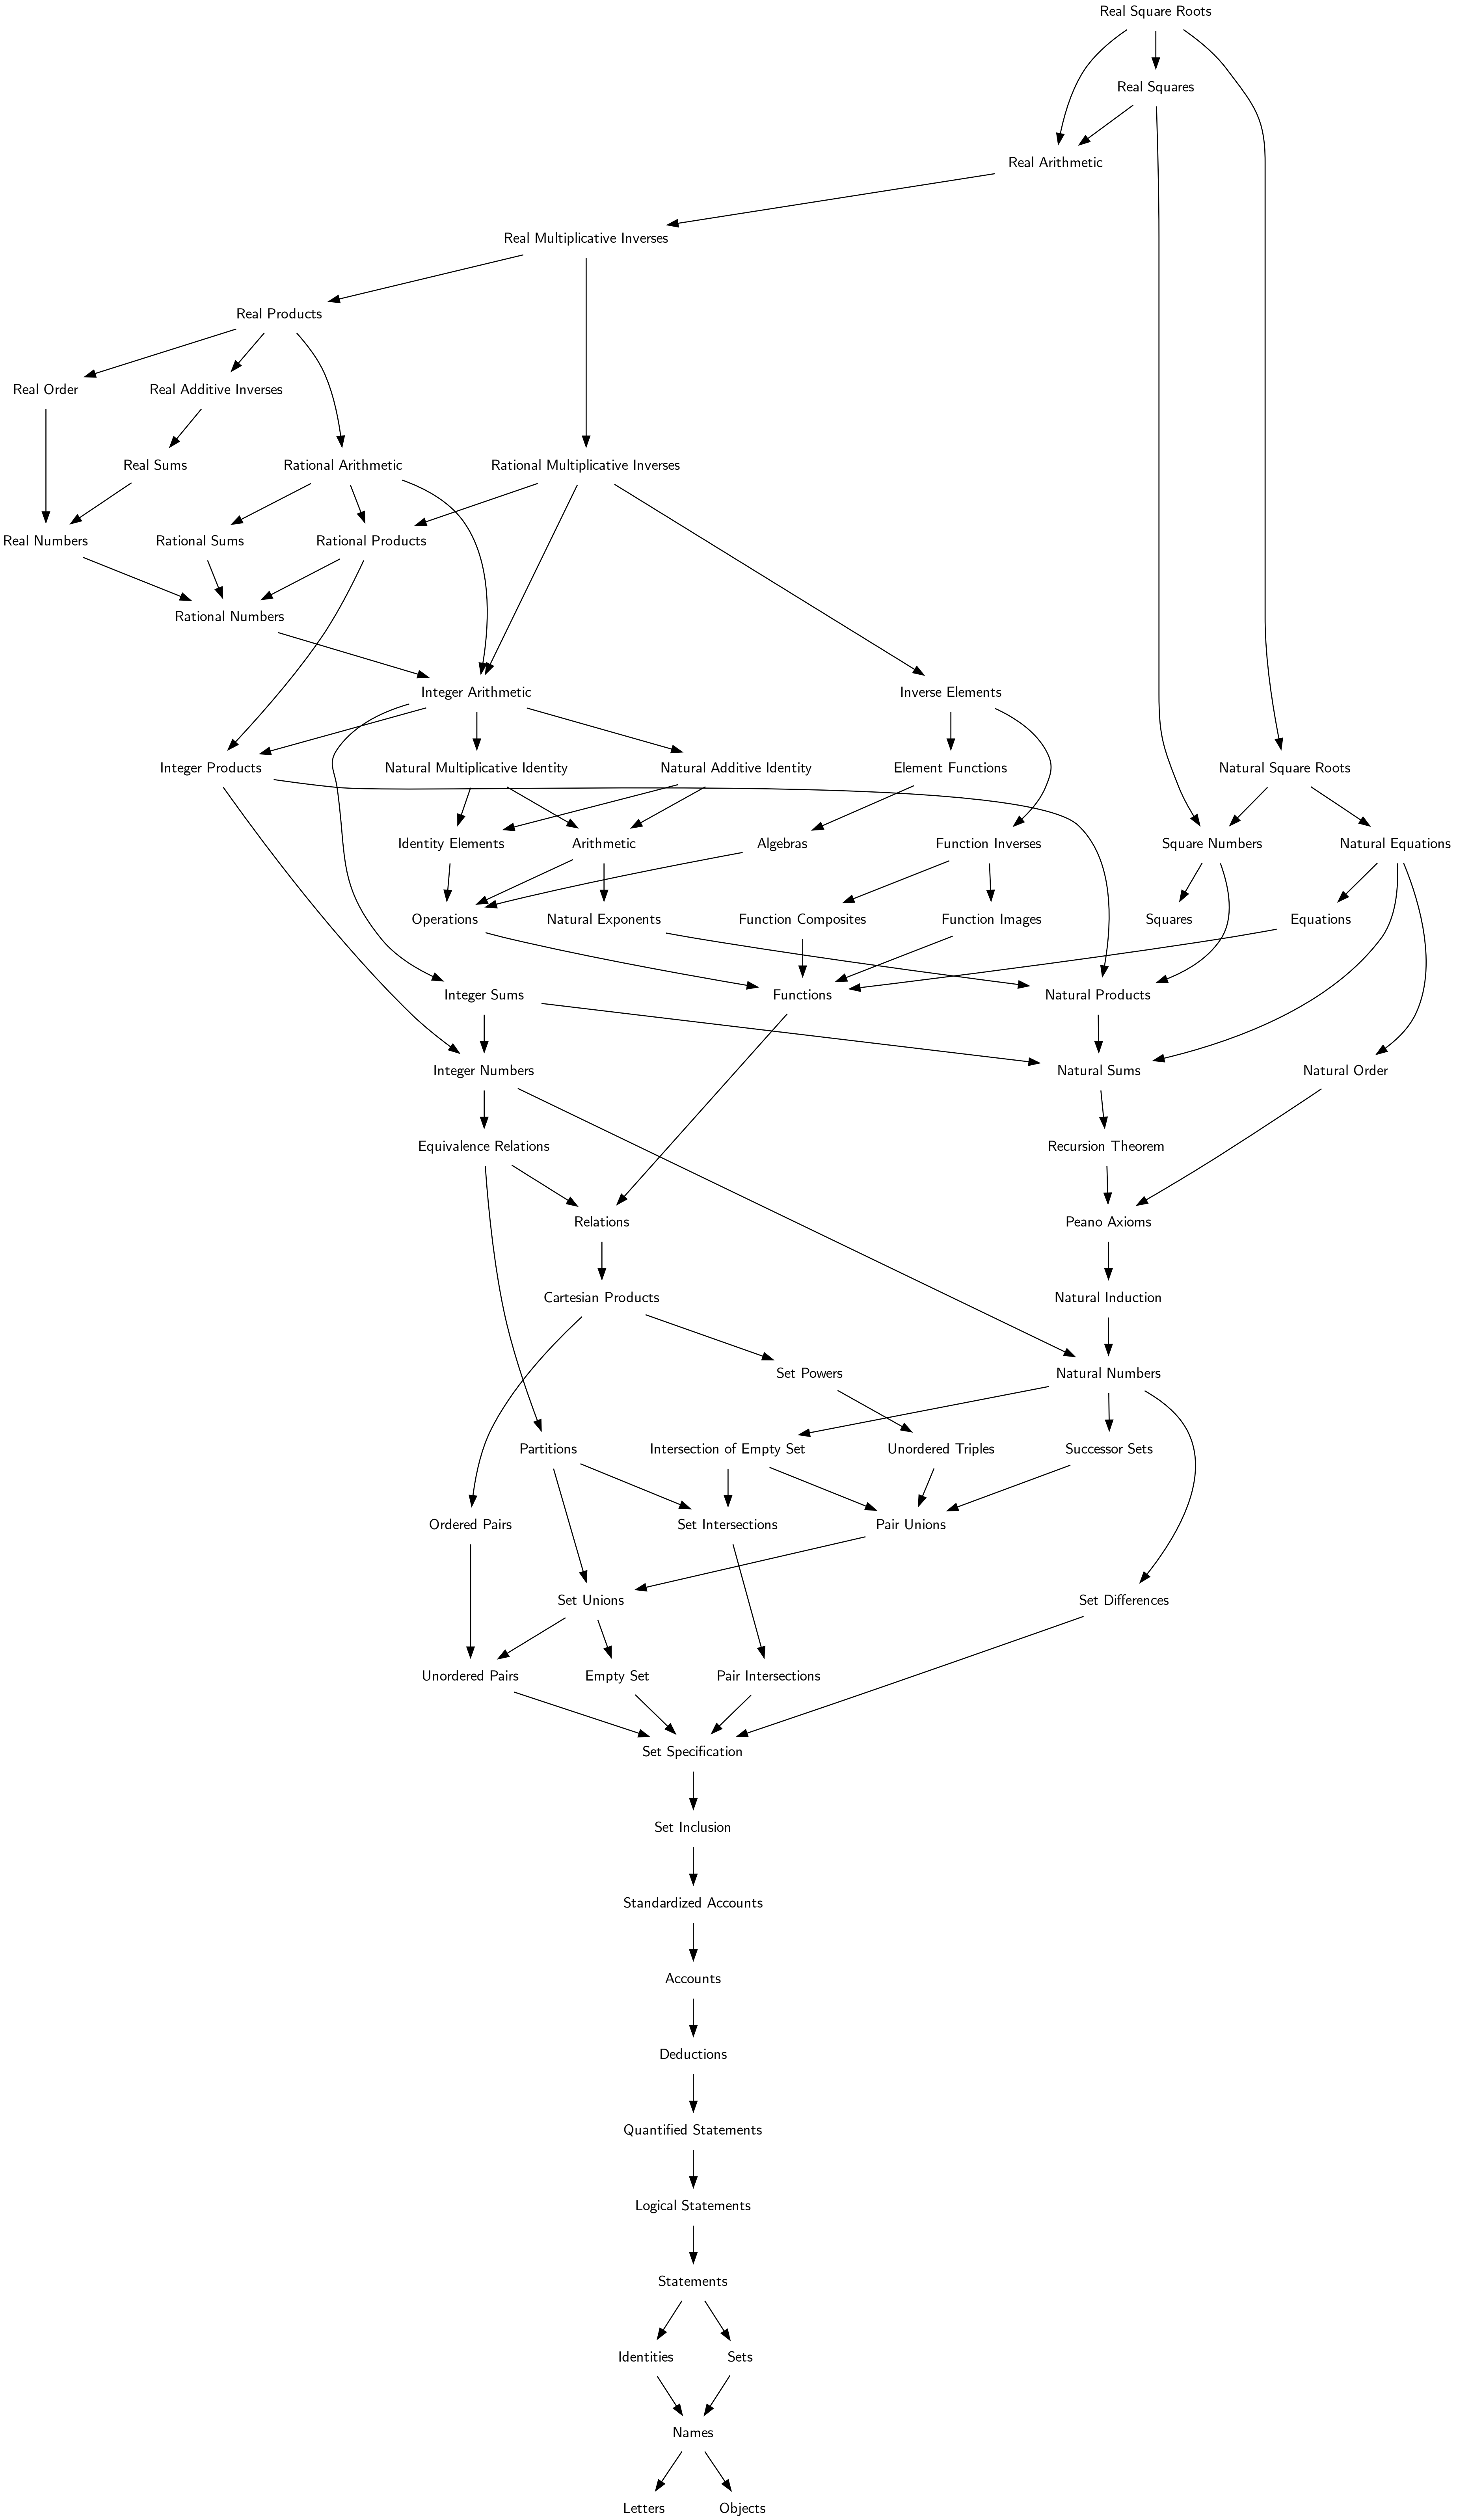 Real Square Roots
Real Squares
Real Arithmetic
Real Multiplicative Inverses
Real Products
Real Order
Real Additive Inverses
Real Sums
Rational Arithmetic
Rational Multiplicative Inverses
Real Numbers
Rational Sums
Rational Products
Rational Numbers
Integer Arithmetic
Inverse Elements
Integer Products
Natural Multiplicative Identity
Natural Additive Identity
Element Functions
Natural Square Roots
Identity Elements
Arithmetic
Algebras
Function Inverses
Square Numbers
Natural Equations
Operations
Natural Exponents
Function Composites
Function Images
Squares
Equations
Integer Sums
Functions
Natural Products
Integer Numbers
Natural Sums
Natural Order
Equivalence Relations
Recursion Theorem
Relations
Peano Axioms
Cartesian Products
Natural Induction
Set Powers
Natural Numbers
Partitions
Intersection of Empty Set
Unordered Triples
Successor Sets
Ordered Pairs
Set Intersections
Pair Unions
Set Unions
Set Differences
Unordered Pairs
Empty Set
Pair Intersections
Set Specification
Set Inclusion
Standardized Accounts
Accounts
Deductions
Quantified Statements
Logical Statements
Statements
Identities
Sets
Names
Letters
Objects